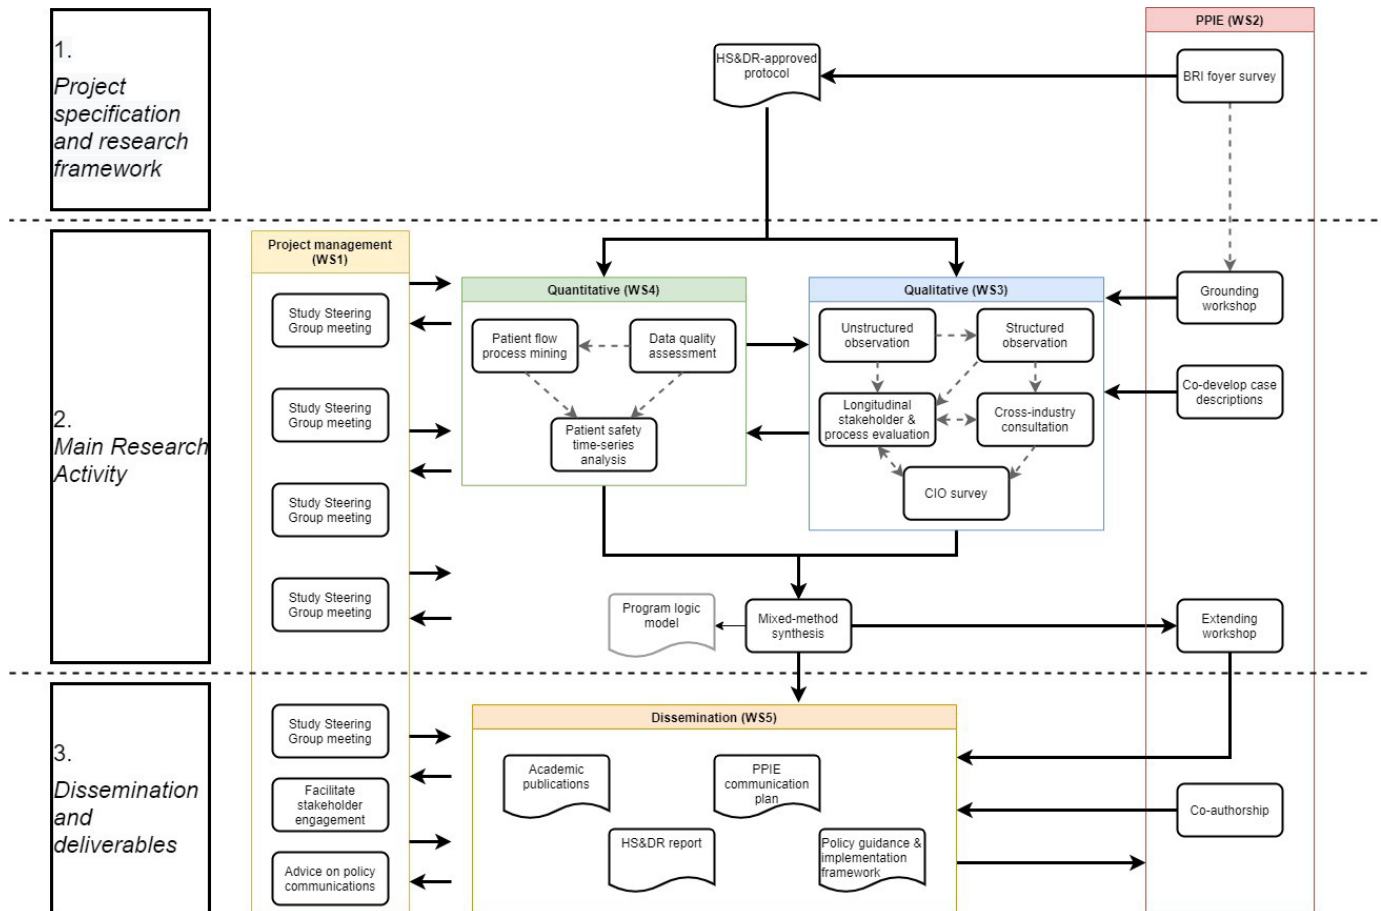 1.
Project
specification
and research
framework
HS&DR-approved
protocol
PPIE (WS2)
BRI foyer survey
2.
Main Research
Activity
Project management
(WS1)
Study Steering
Group meeting
Study Steering
Group meeting
Study Steering
Group meeting
Study Steering
Group meeting
Quantitative (WS4)
Patient flow
process mining
Data quality
assessment
Patient safety
time-series
analysis
Qualitative (WS3)
Unstructured
observation
Structured
observation
Longitudinal
stakeholder &
process evaluation
Cross-industry
consultation
CIO survey
Grounding
workshop
Co-develop case
descriptions
Program logic
model
Mixed-method
synthesis
Extending
workshop
3.
Dissemination
and
deliverables
Study Steering
Group meeting
Facilitate
stakeholder
engagement
Advice on policy
communications
Dissemination (WS5)
Academic
publications
PPIE
communication
plan
HS&DR report
Policy guidance &
implementation
framework
Co-authorship